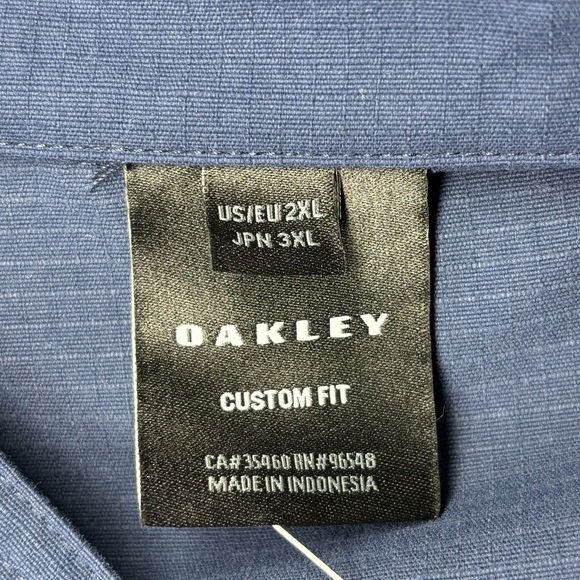 US/EU 2XL
JPN 3XL
OAKLEY
CUSTOM FIT
CA#35460 RN#96548
MADE IN INDONESIA